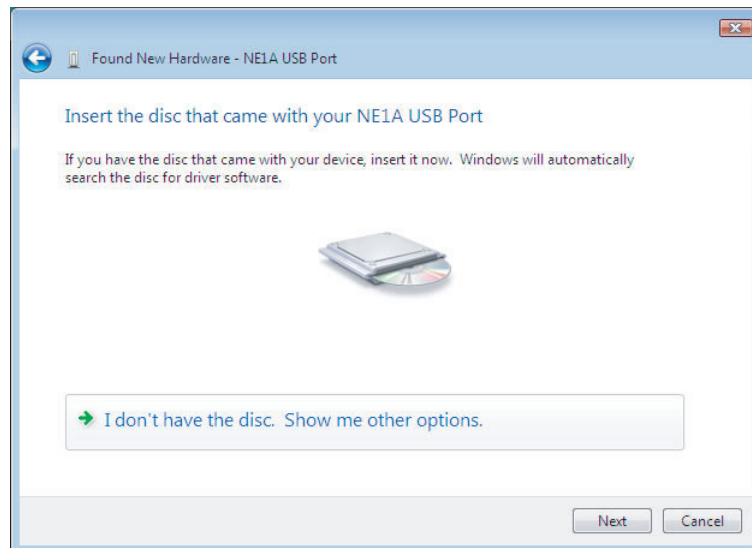 Found New Hardware - NE1A USB Port
Insert the disc that came with your NE1A USB Port
If you have the disc that came with your device, insert it now.  Windows will automatically
search the disc for driver software.
I don't have the disc.  Show me other options.
Next Cancel